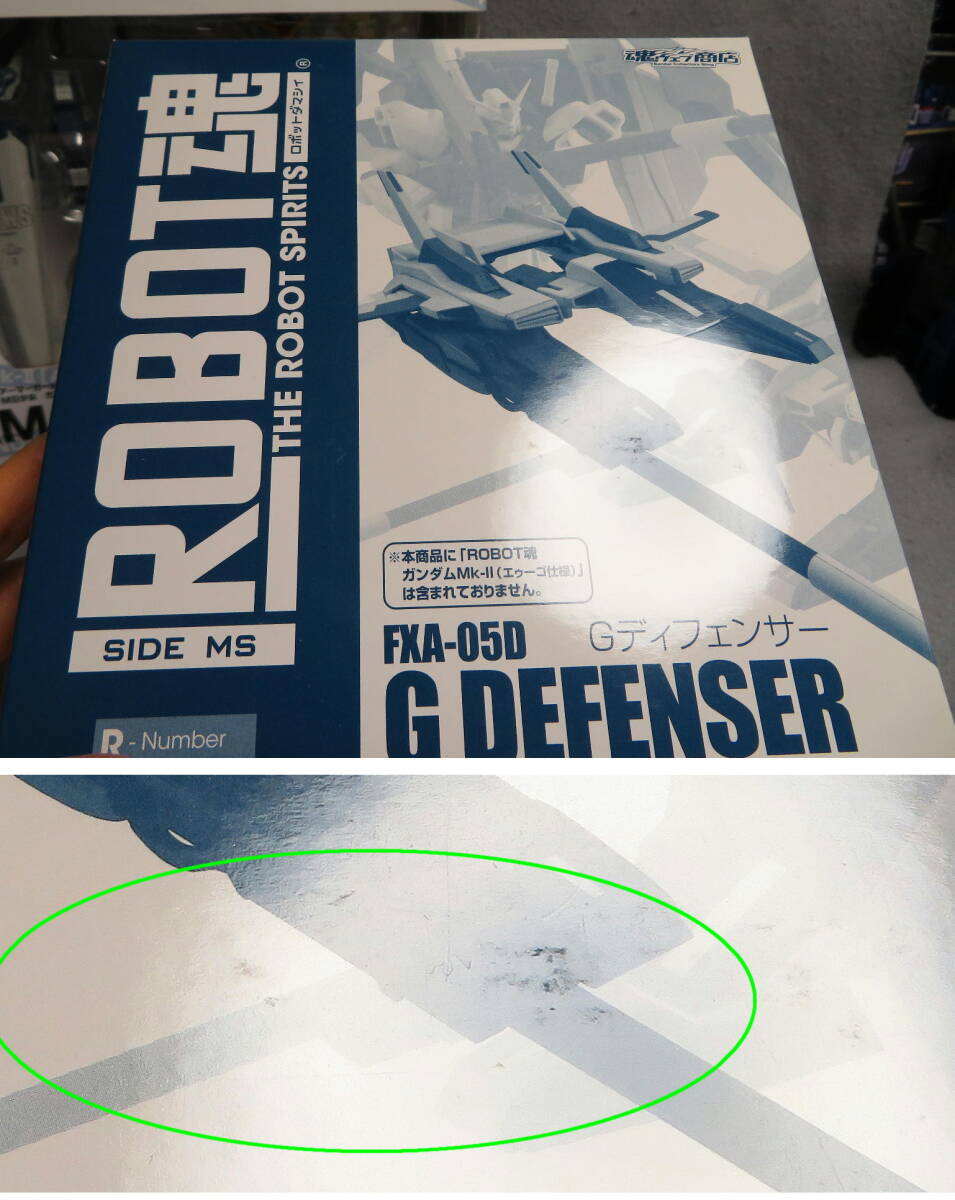 ROBOT魂
®
ロボットダマシイ
THE ROBOT SPIRITS
SIDE MS
R - Number
魂ウェブ商店
※本商品に「ROBOT魂
ガンダムMk-II(エゥーゴ仕様)」
は含まれておりません。
FXA-05D
Gディフェンサー
G DEFENSER